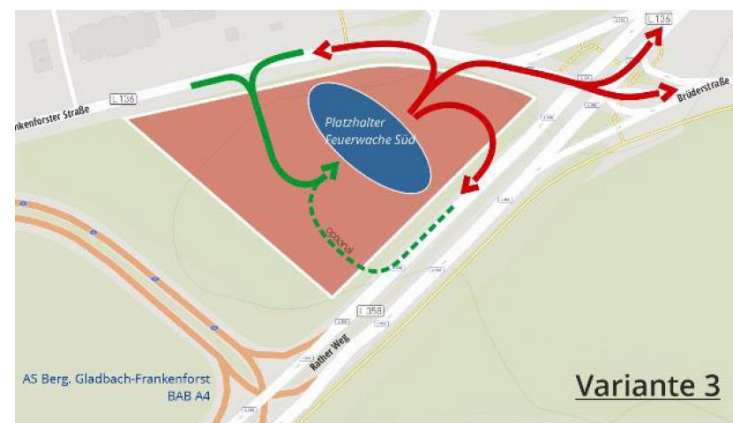 L 136
L 136
nkenforster Straße
Brüderstraße
Platzhalter
Feuerwache Süd
optional
L 358
Rather Weg
AS Berg. Gladbach-Frankenforst
BAB A4
Variante 3